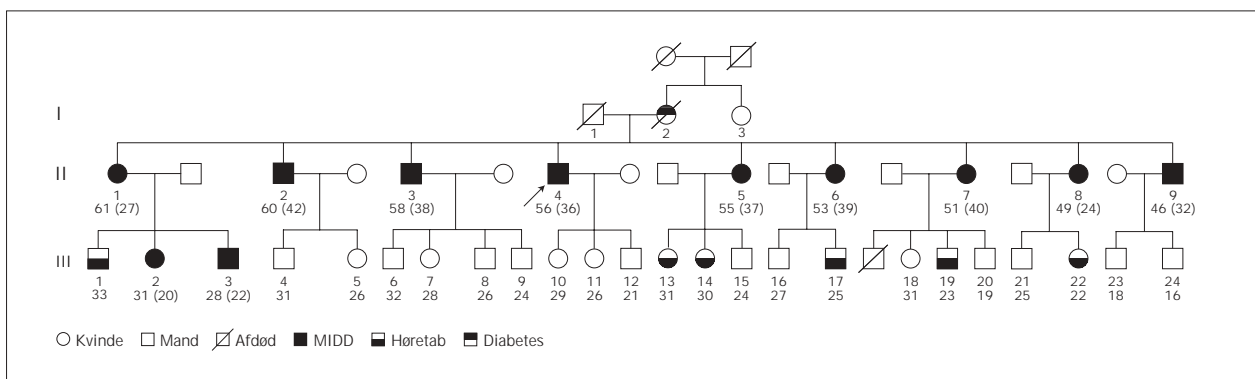 I
1 2 3
II
1 2 3 4 5 6 7 8 9
61 (27) 60 (42) 58 (38) 56 (36) 55 (37) 53 (39) 51 (40) 49 (24) 46 (32)
III
1 2 3 4 5 6 7 8 9 10 11 12 13 14 15 16 17 18 19 20 21 22 23 24
33 31 (20) 28 (22) 31 26 32 28 26 24 29 26 21 31 30 24 27 25 31 23 19 25 22 18 16
Kvinde Mand Afdød MIDD Høretab Diabetes